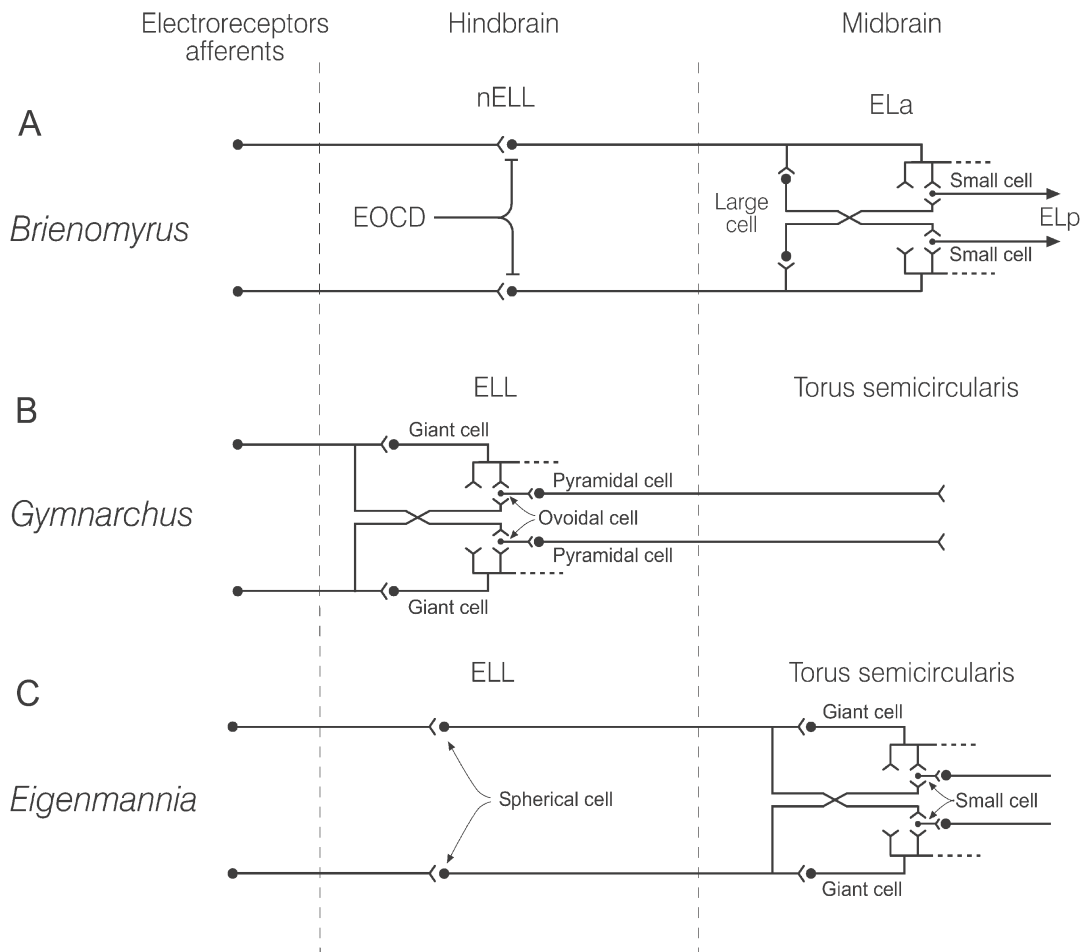 Electroreceptors
afferents
Hindbrain
Midbrain
A
nELL
ELa
Brienomyrus
EOCD
Large
cell
Small cell
ELp
Small cell
B
ELL
Torus semicircularis
Gymnarchus
Giant cell
Pyramidal cell
Ovoidal cell
Pyramidal cell
Giant cell
C
ELL
Torus semicircularis
Eigenmannia
Giant cell
Spherical cell
Small cell
Giant cell